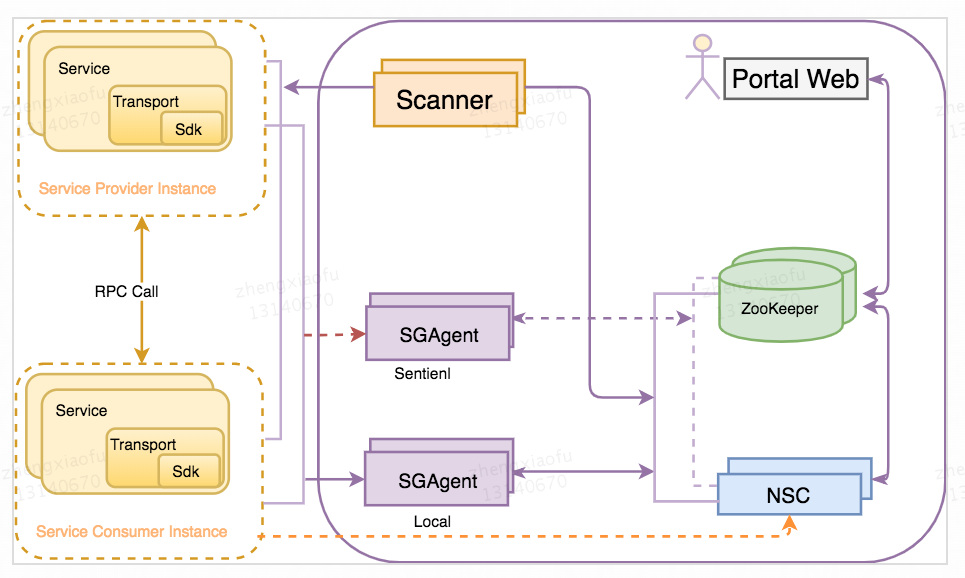 Service
Transport
Sdk
Service Provider Instance
Scanner
Portal Web
RPC Call
zhengxiaofu
13140670
ZooKeeper
SGAgent
Sentienl
Service
Transport
Sdk
Service Consumer Instance
SGAgent
Local
NSC